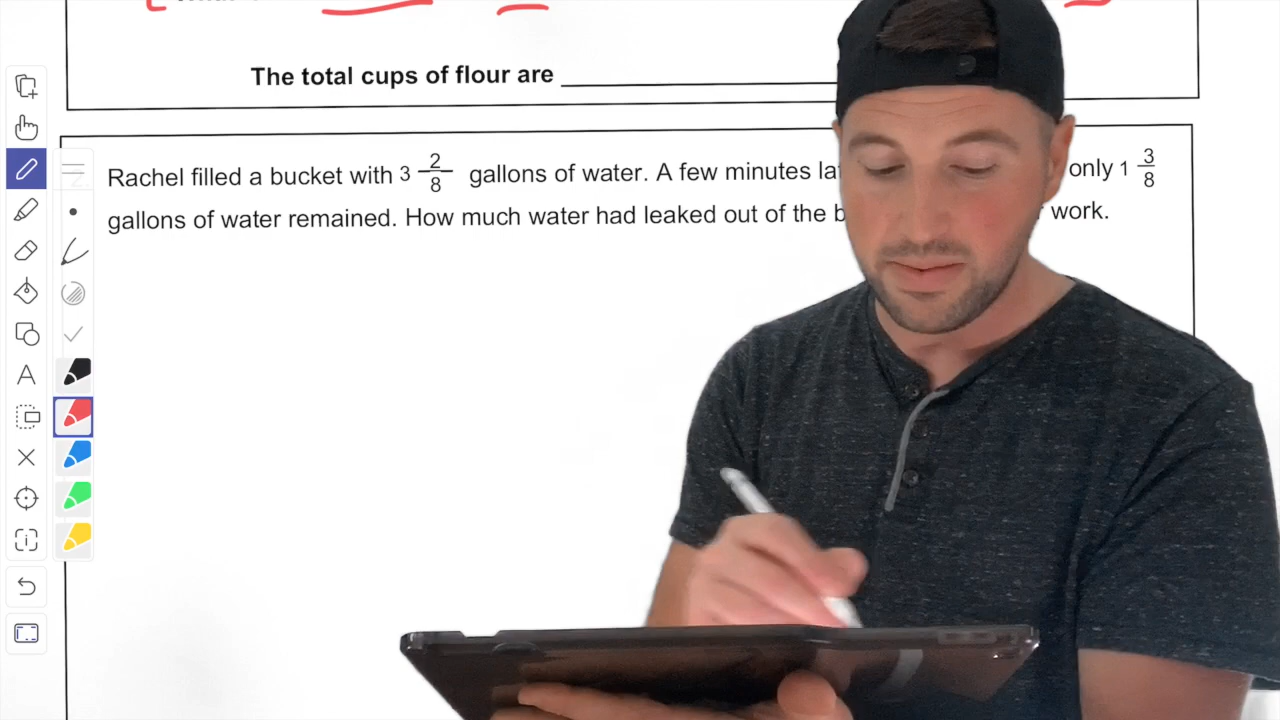 The total cups of flour are
Rachel filled a bucket with 3 2/8 gallons of water. A few minutes only 1 3/8
gallons of water remained. How much water had leaked out of the work.
A